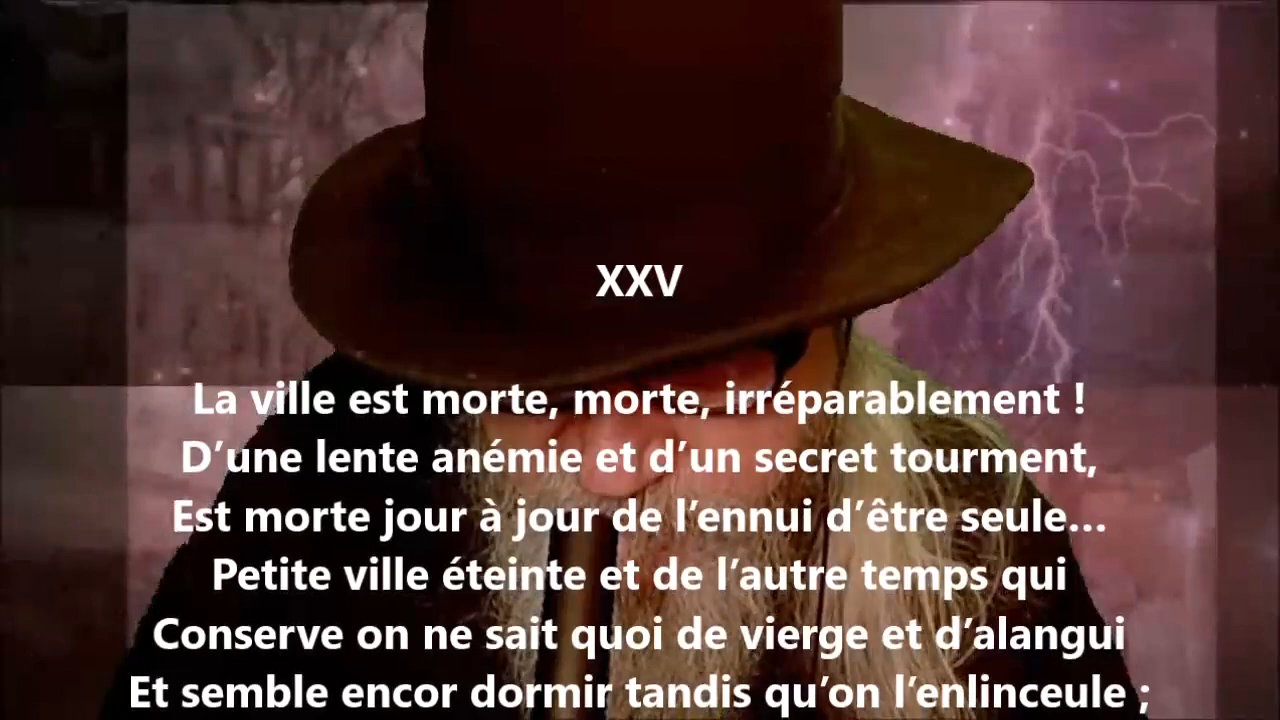 XXV
La ville est morte, morte, irréparablement !
D’une lente anémie et d’un secret tourment,
Est morte jour à jour de l’ennui d’être seule…
Petite ville éteinte et de l’autre temps qui
Conserve on ne sait quoi de vierge et d’alangui
Et semble encor dormir tandis qu’on l’enlinceule ;